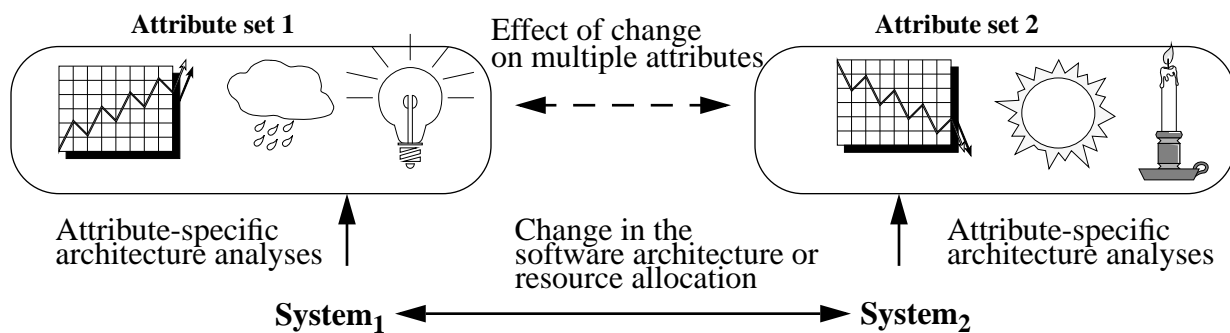 Attribute set 1
Effect of change
on multiple attributes
Attribute set 2
Attribute-specific
architecture analyses
Change in the
software architecture or
resource allocation
Attribute-specific
architecture analyses
System₁
System₂